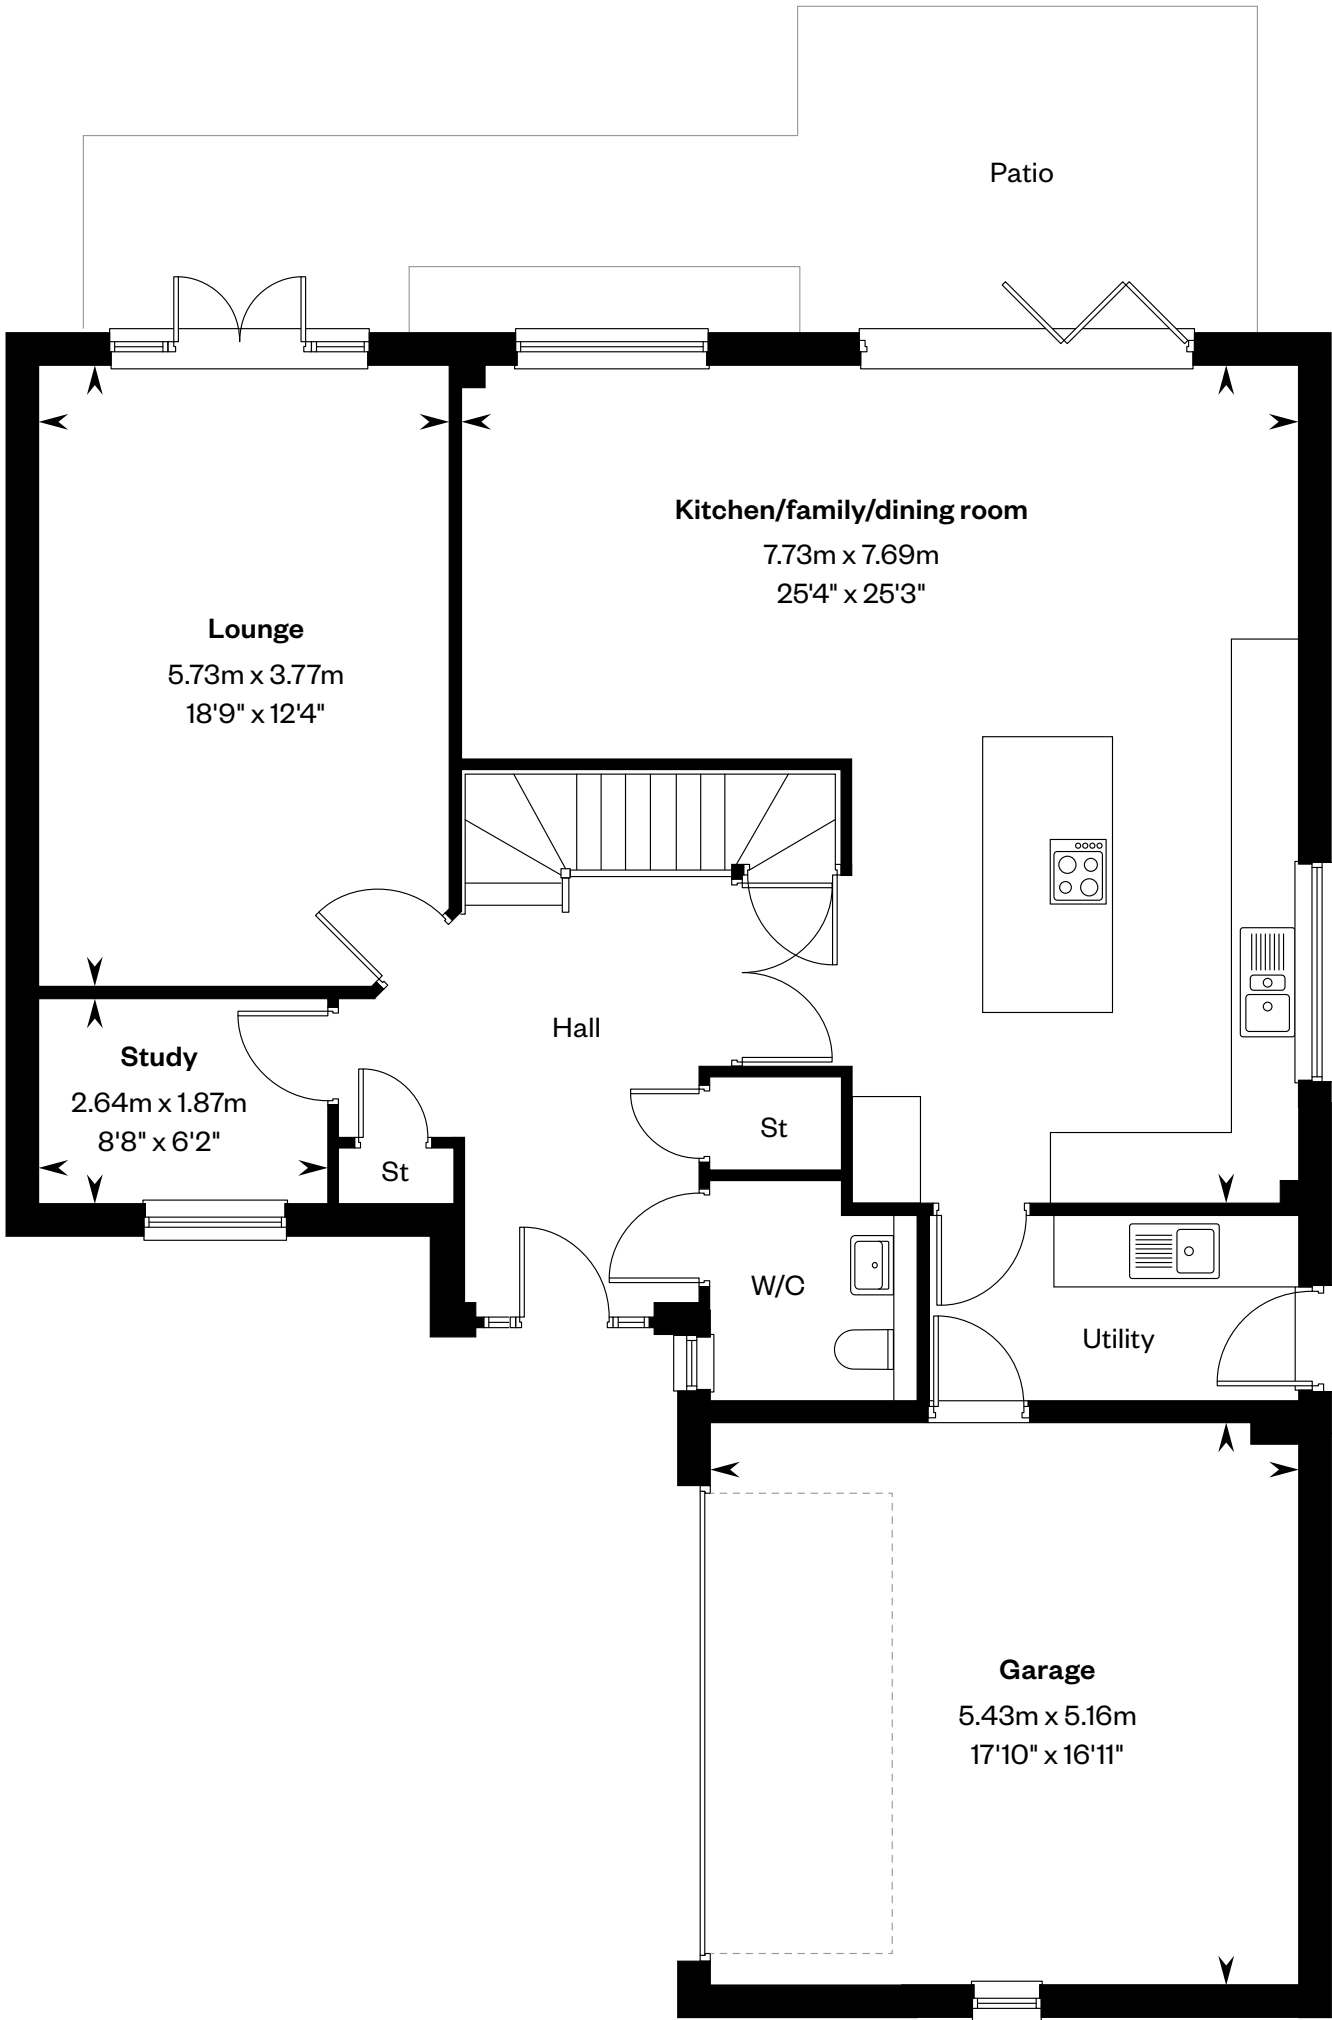 Patio
Kitchen/family/dining room
7.73m x 7.69m
25'4" x 25'3"
Lounge
5.73m x 3.77m
18'9" x 12'4"
Hall
Study
2.64m x 1.87m
8'8" x 6'2"
St
St
W/C
Utility
Garage
5.43m x 5.16m
17'10" x 16'11"